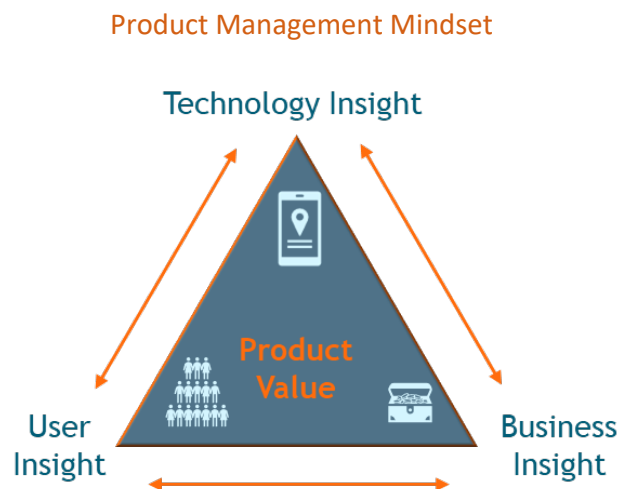 Product Management Mindset
Technology Insight
Product
Value
User
Insight
Business
Insight